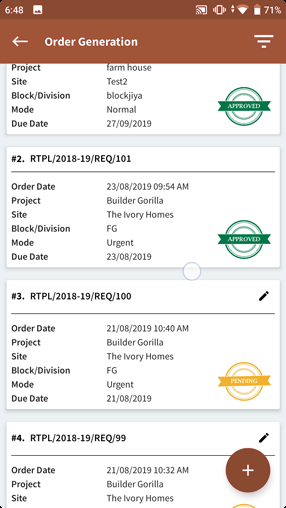 6:48
71%
Order Generation
Project farm house
Site Test2
Block/Division blockjiya
Mode Normal
Due Date 27/09/2019
APPROVED
#2. RTPL/2018-19/REQ/101
Order Date 23/08/2019 09:54 AM
Project Builder Gorilla
Site The Ivory Homes
Block/Division FG
Mode Urgent
Due Date 23/08/2019
APPROVED
#3. RTPL/2018-19/REQ/100
Order Date 21/08/2019 10:40 AM
Project Builder Gorilla
Site The Ivory Homes
Block/Division FG
Mode Urgent
Due Date 21/08/2019
PENDING
#4. RTPL/2018-19/REQ/99
Order Date 21/08/2019 10:32 AM
Project Builder Gorilla
Site The Ivory Homes